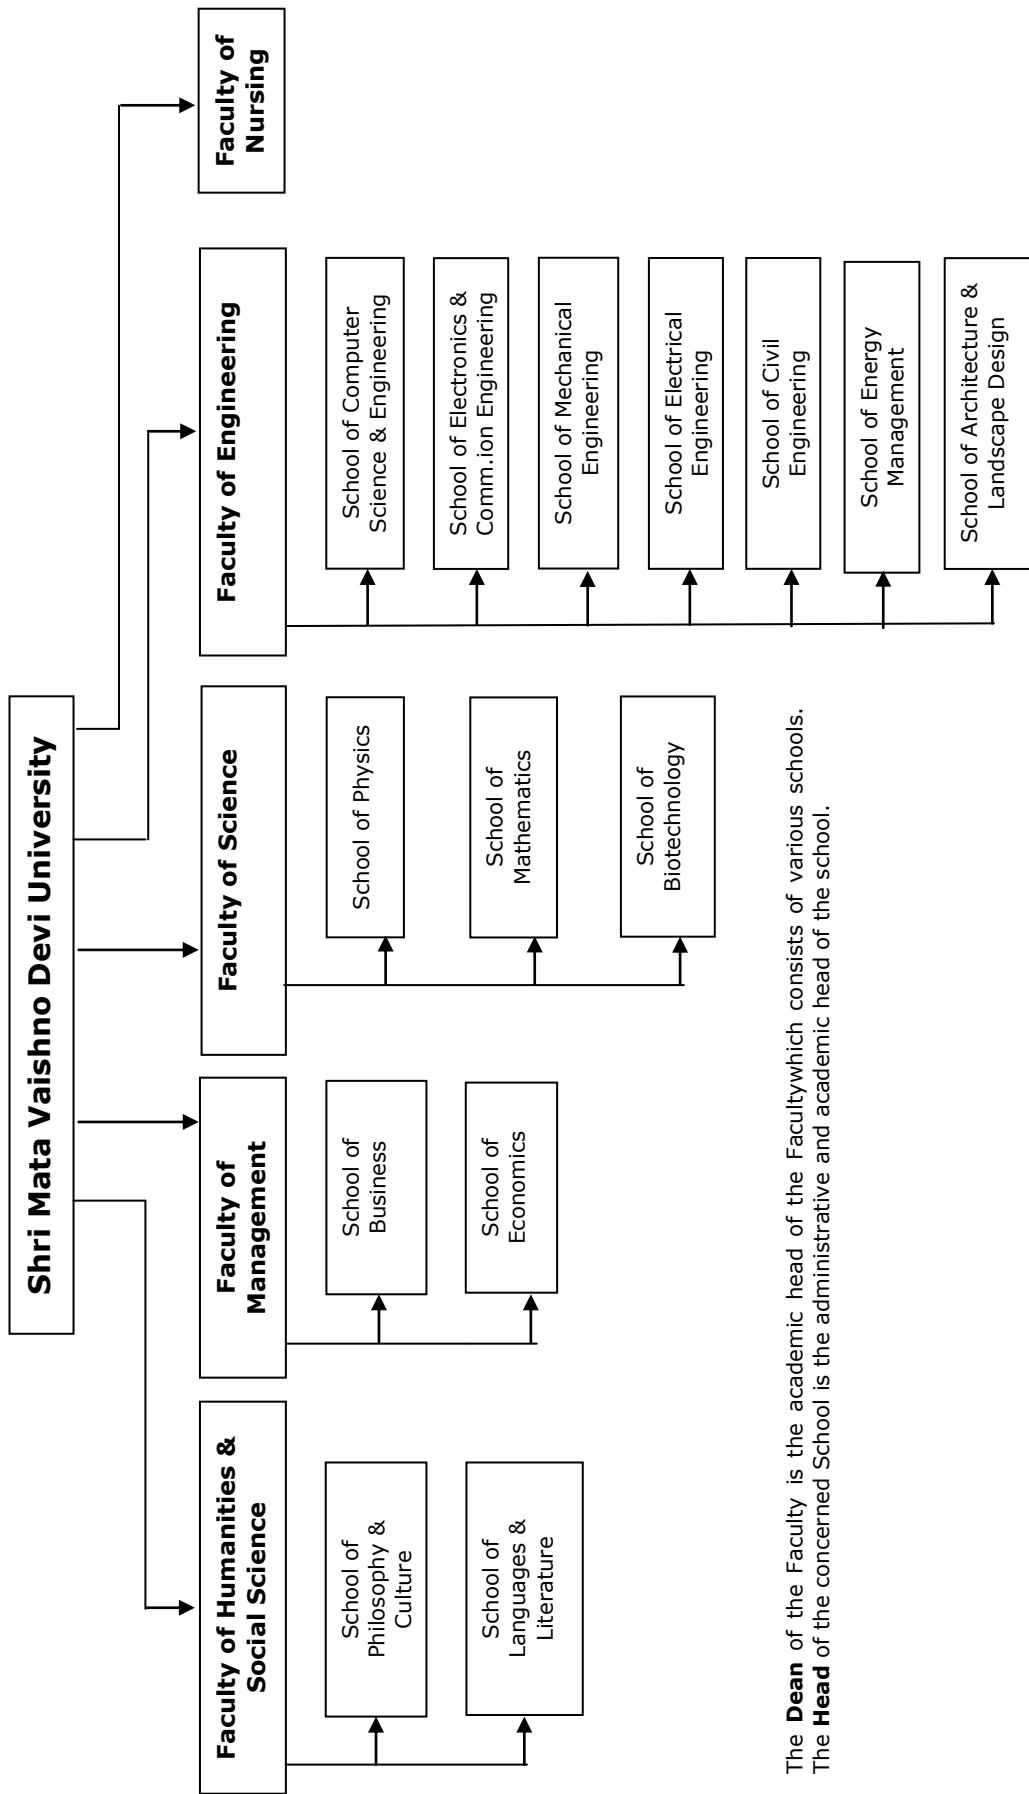 Shri Mata Vaishno Devi University
Faculty of Humanities &
Social Science
School of
Philosophy &
Culture
School of
Languages &
Literature
Faculty of
Management
School of
Business
School of
Economics
Faculty of Science
School of Physics
School of
Mathematics
School of
Biotechnology
Faculty of Engineering
School of Computer
Science & Engineering
School of Electronics &
Comm.ion Engineering
School of Mechanical
Engineering
School of Electrical
Engineering
School of Civil
Engineering
School of Energy
Management
School of Architecture &
Landscape Design
Faculty of
Nursing
The Dean of the Faculty is the academic head of the Facultywhich consists of various schools.
The Head of the concerned School is the administrative and academic head of the school.